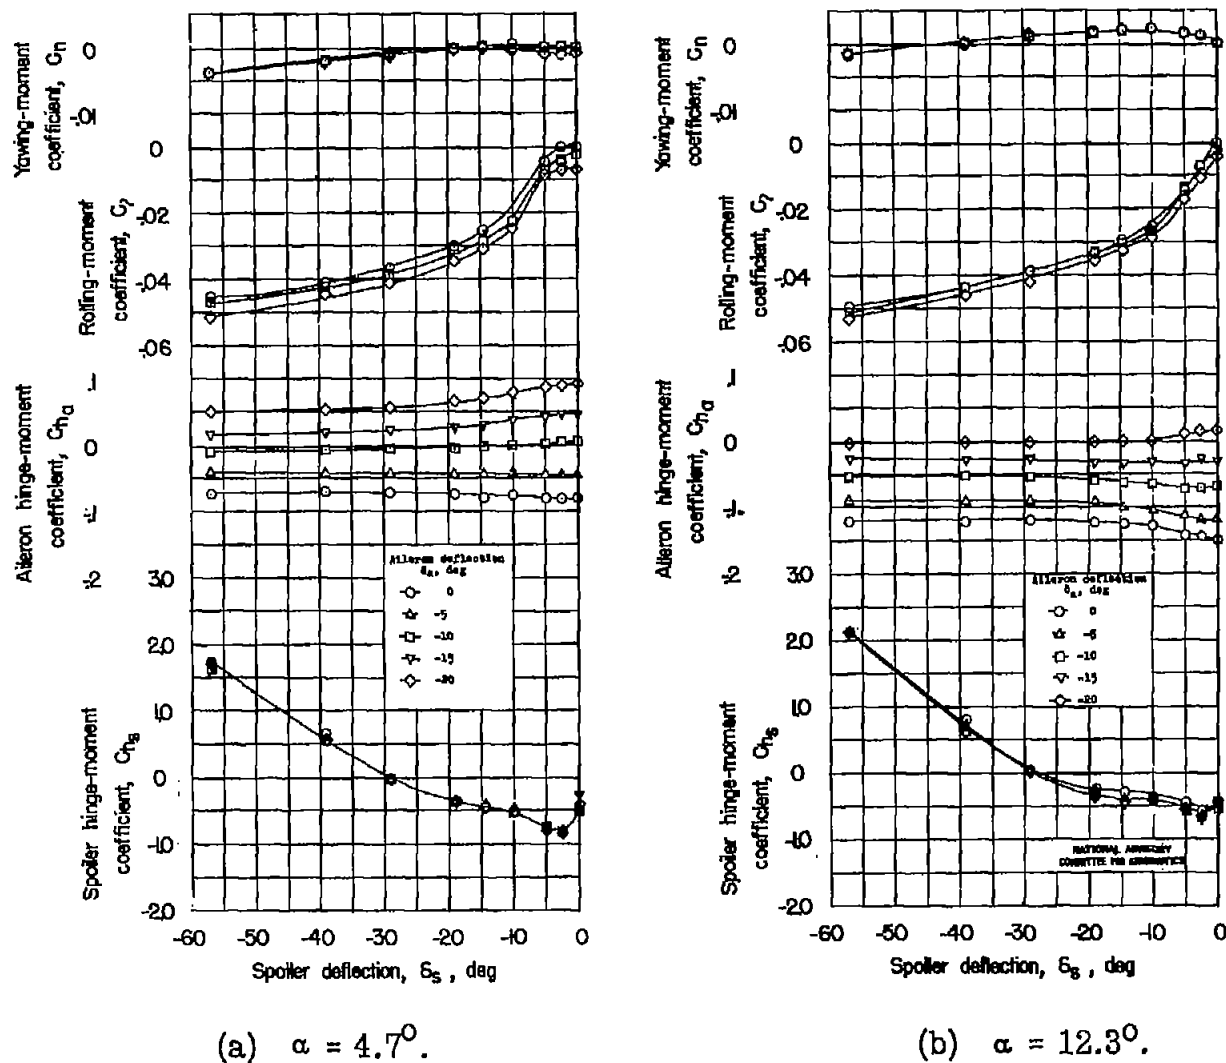 Yawing-moment
coefficient, Cn
0
-.01
Rolling-moment
coefficient, Cl
0
-.02
-.04
-.06
Aileron hinge-moment
coefficient, Cha
.1
0
-.1
-.2
Spoiler hinge-moment
coefficient, Chs
3.0
2.0
1.0
0
-1.0
-2.0
Aileron deflection
δa, deg
0
-5
-10
-15
-20
-60 -50 -40 -30 -20 -10 0
Spoiler deflection, δs, deg
(a) α = 4.7°.
Yawing-moment
coefficient, Cn
0
-.01
Rolling-moment
coefficient, Cl
0
-.02
-.04
-.06
Aileron hinge-moment
coefficient, Cha
.1
0
-.1
-.2
Spoiler hinge-moment
coefficient, Chs
3.0
2.0
1.0
0
-1.0
-2.0
Aileron deflection
δa, deg
0
-5
-10
-15
-20
NATIONAL ADVISORY
COMMITTEE FOR AERONAUTICS
-60 -50 -40 -30 -20 -10 0
Spoiler deflection, δs, deg
(b) α = 12.3°.